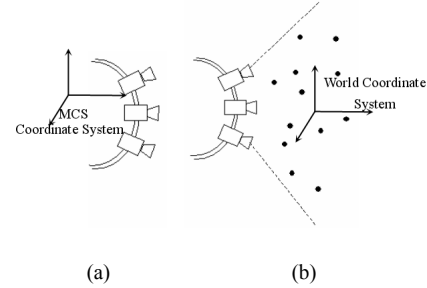 MCS
Coordinate System
World Coordinate
System
(a)
(b)